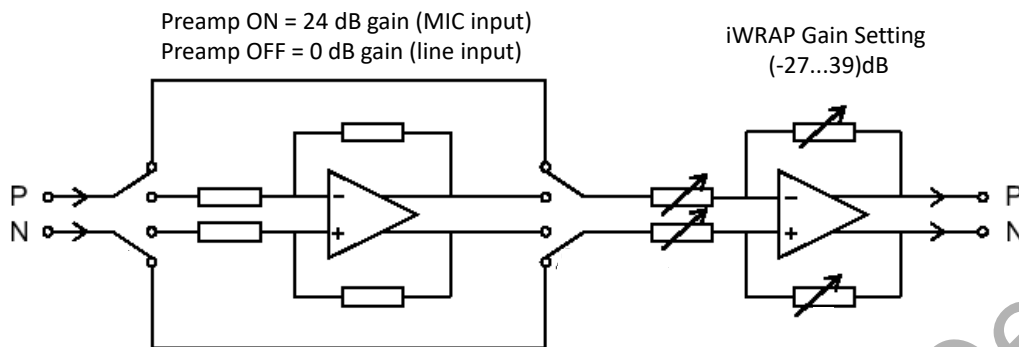 Preamp ON = 24 dB gain (MIC input)
Preamp OFF = 0 dB gain (line input)
iWRAP Gain Setting
(-27...39)dB
P
N
−
+
−
+
P
N